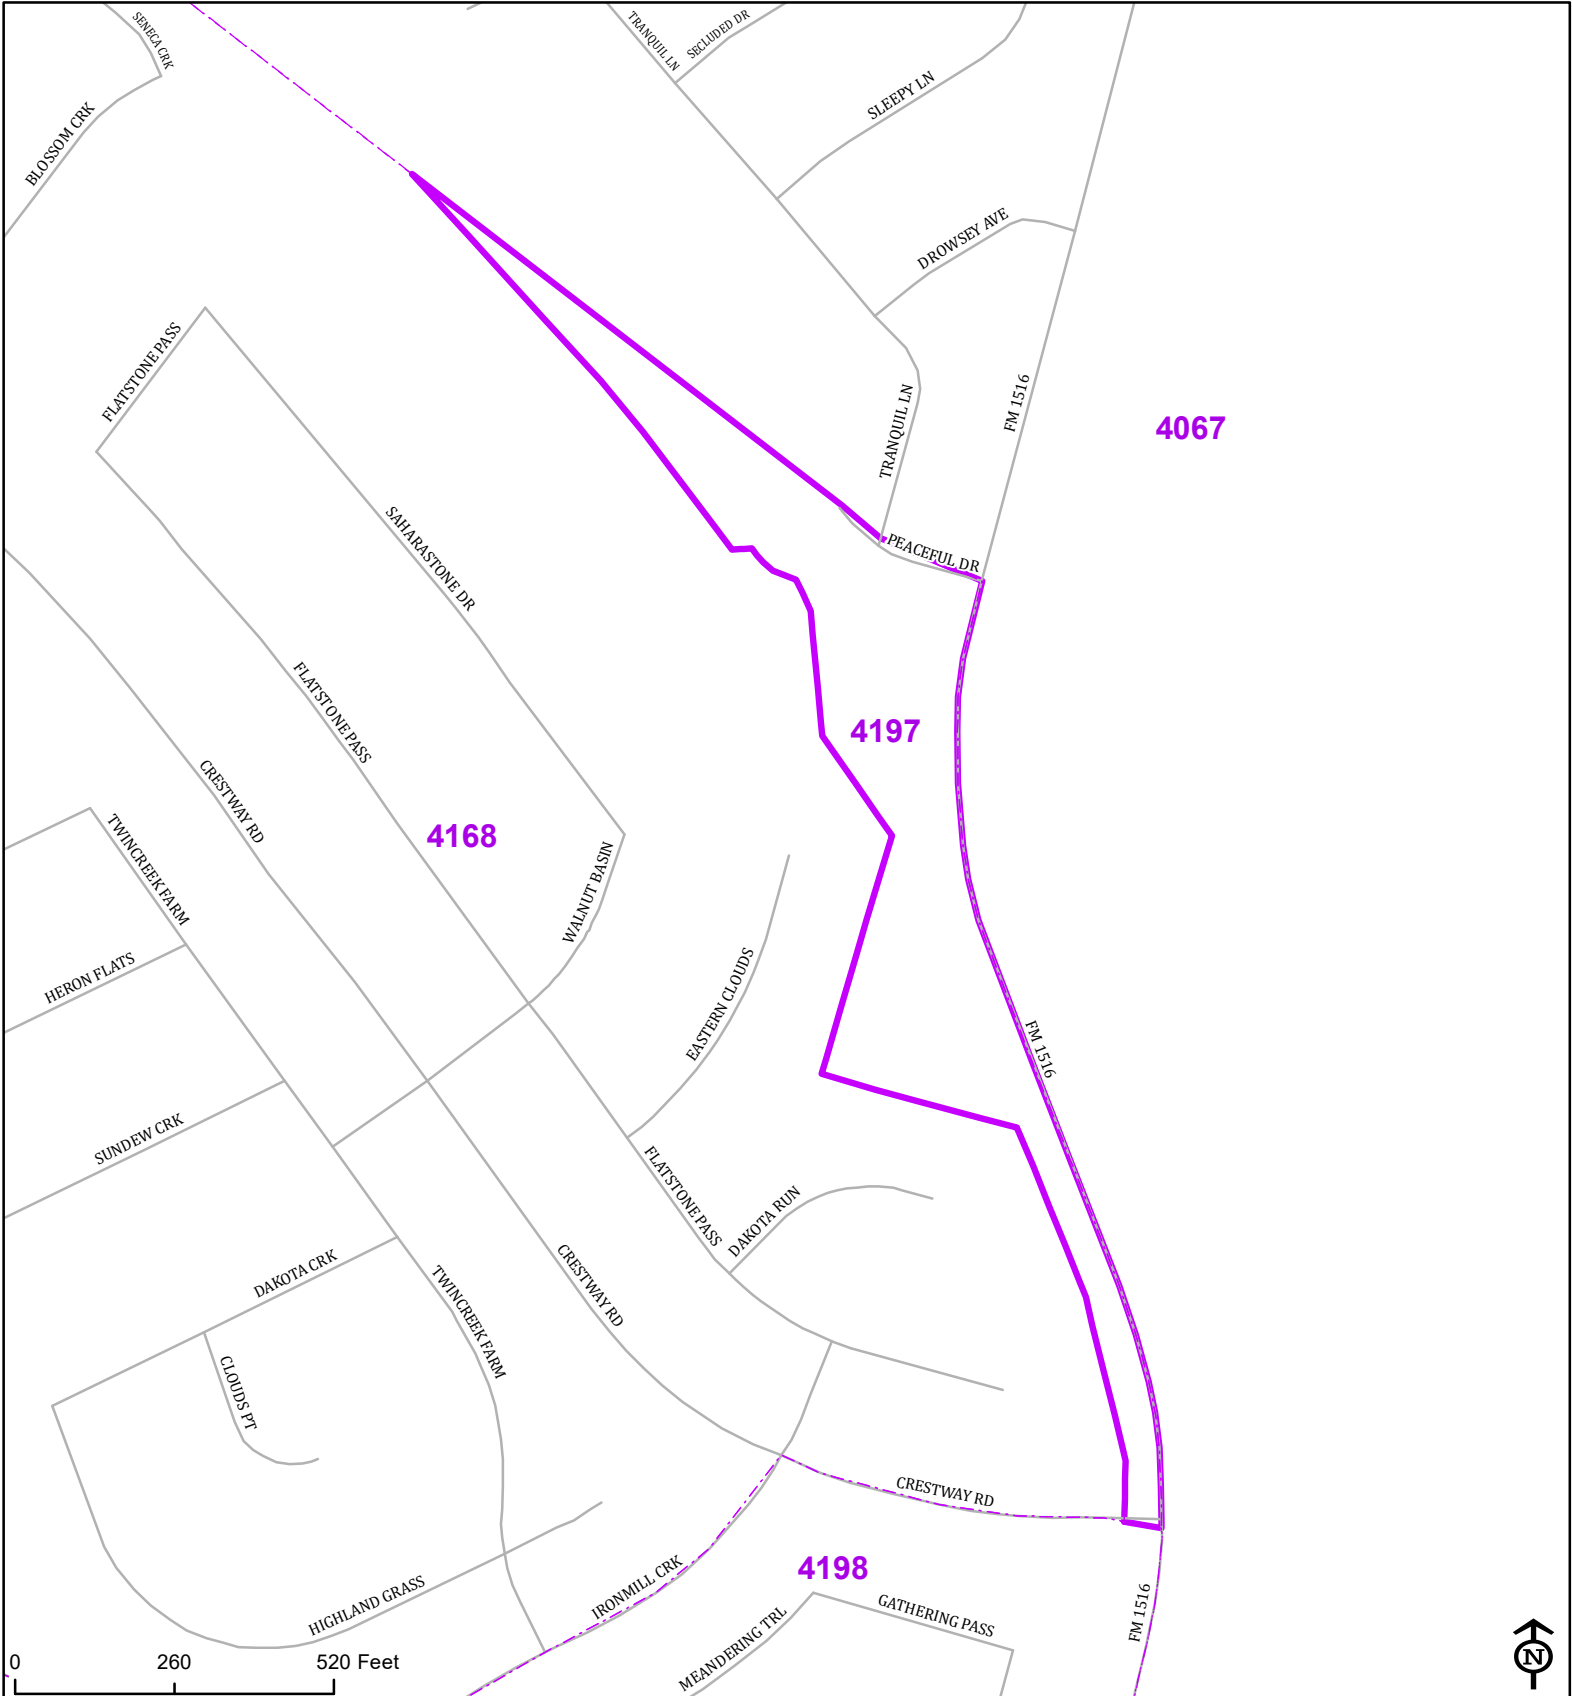 SENECA CRK
TRANQUIL LN
SECLUDED DR
SLEEPY LN
BLOSSOM CRK
DROWSEY AVE
FLATSTONE PASS
FM 1516
TRANQUIL LN
4067
SAHARASTONE DR
PEACEFUL DR
FLATSTONE PASS
4197
CRESTWAY RD
4168
TWINCREEK FARM
WALNUT BASIN
HERON FLATS
EASTERN CLOUDS
FM 1516
SUNDEW CRK
FLATSTONE PASS
DAKOTA RUN
DAKOTA CRK
CRESTWAY RD
TWINCREEK FARM
CLOUDS PT
CRESTWAY RD
4198
IRONMILL CRK
HIGHLAND GRASS
GATHERING PASS
FM 1516
MEANDERING TRL
0 260 520 Feet
N